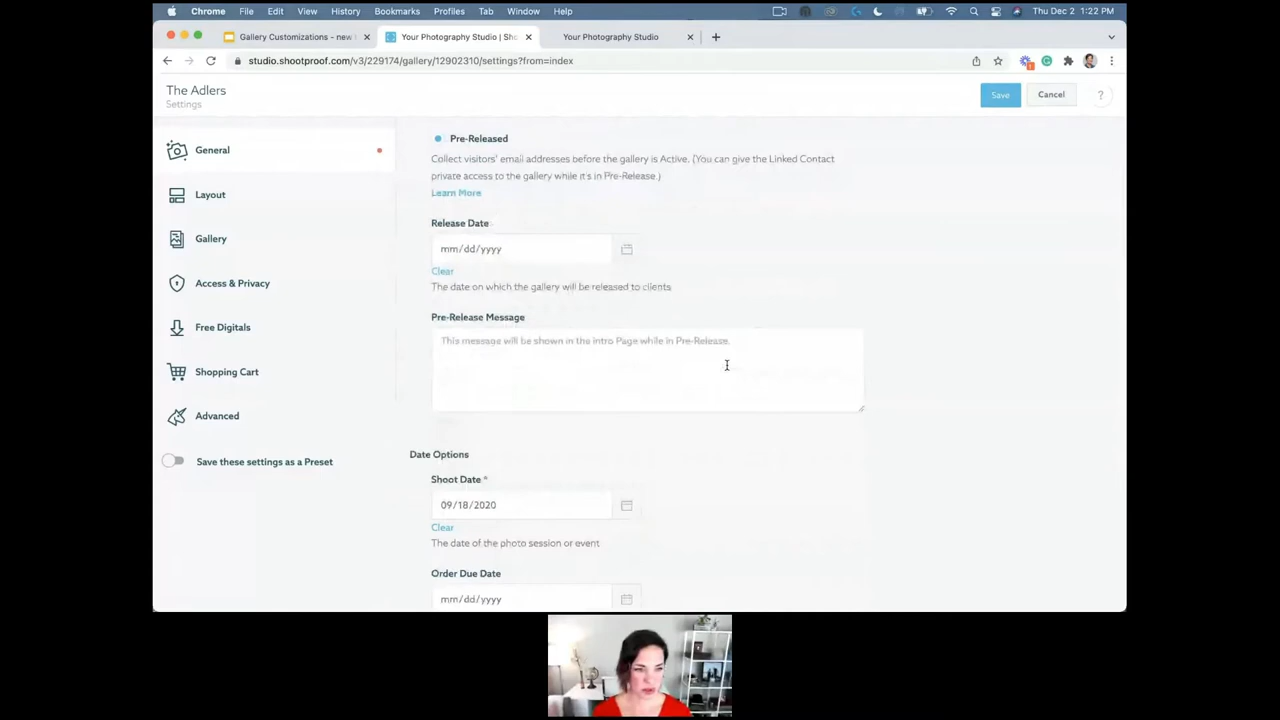 Chrome File Edit View History Bookmarks Profiles Tab Window Help Thu Dec 2 1:22 PM
Gallery Customizations - new Your Photography Studio | Sho Your Photography Studio
studio.shootproof.com/v3/229174/gallery/12902310/settings?from=index
The Adlers
Settings
Save
Cancel
?
General
Layout
Gallery
Access & Privacy
Free Digitals
Shopping Cart
Advanced
Save these settings as a Preset
Pre-Released
Collect visitors' email addresses before the gallery is Active. (You can give the Linked Contact
private access to the gallery while it's in Pre-Release.)
Learn More
Release Date
mm/dd/yyyy
Clear
The date on which the gallery will be released to clients
Pre-Release Message
This message will be shown in the intro Page while in Pre-Release.
Date Options
Shoot Date *
09/18/2020
Clear
The date of the photo session or event
Order Due Date
mm/dd/yyyy